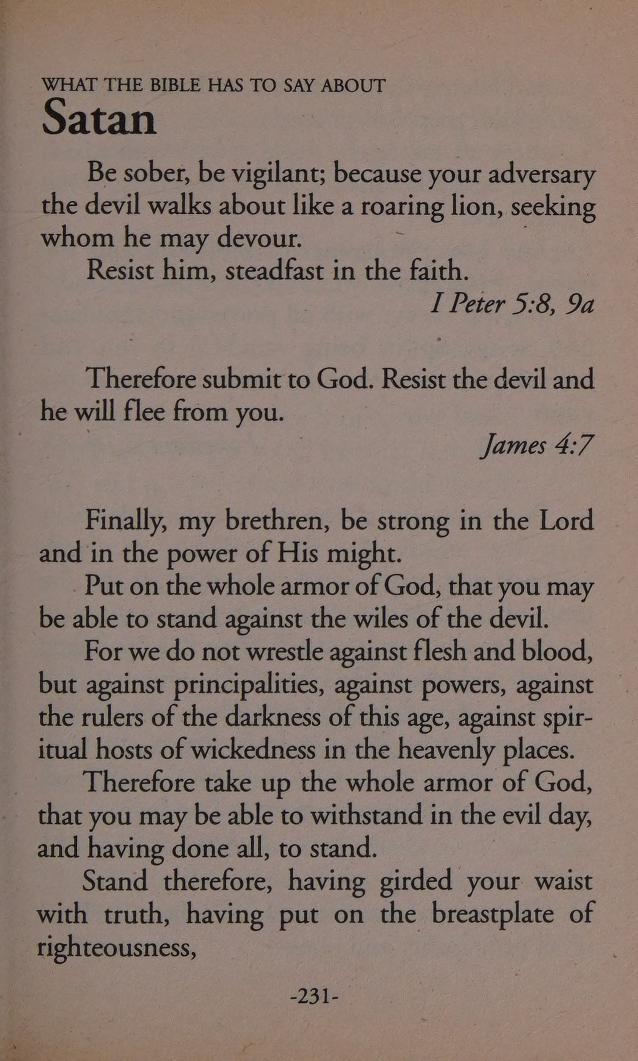 WHAT THE BIBLE HAS TO SAY ABOUT
Satan
Be sober, be vigilant; because your adversary
the devil walks about like a roaring lion, seeking
whom he may devour.
Resist him, steadfast in the faith.
I Peter 5:8, 9a
Therefore submit to God. Resist the devil and
he will flee from you.
James 4:7
Finally, my brethren, be strong in the Lord
and in the power of His might.
Put on the whole armor of God, that you may
be able to stand against the wiles of the devil.
For we do not wrestle against flesh and blood,
but against principalities, against powers, against
the rulers of the darkness of this age, against spir-
itual hosts of wickedness in the heavenly places.
Therefore take up the whole armor of God,
that you may be able to withstand in the evil day,
and having done all, to stand.
Stand therefore, having girded your waist
with truth, having put on the breastplate of
righteousness,
-231-